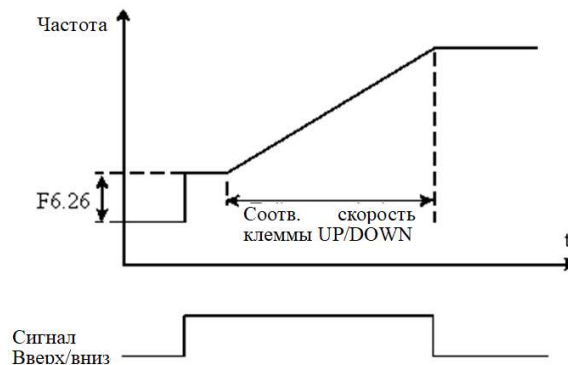 Частота
F6.26
Соотв. скорость
клеммы UP/DOWN
t
Сигнал
Вверх/вниз